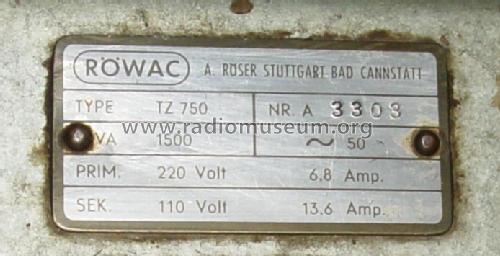 RÖWAC A. RÖSER STUTTGART-BAD CANNSTATT
TYPE TZ 750 NR. A 3303
www.radiomuseum.org
VA 1500 ~ 50
PRIM. 220 Volt 6,8 Amp.
SEK. 110 Volt 13.6 Amp.